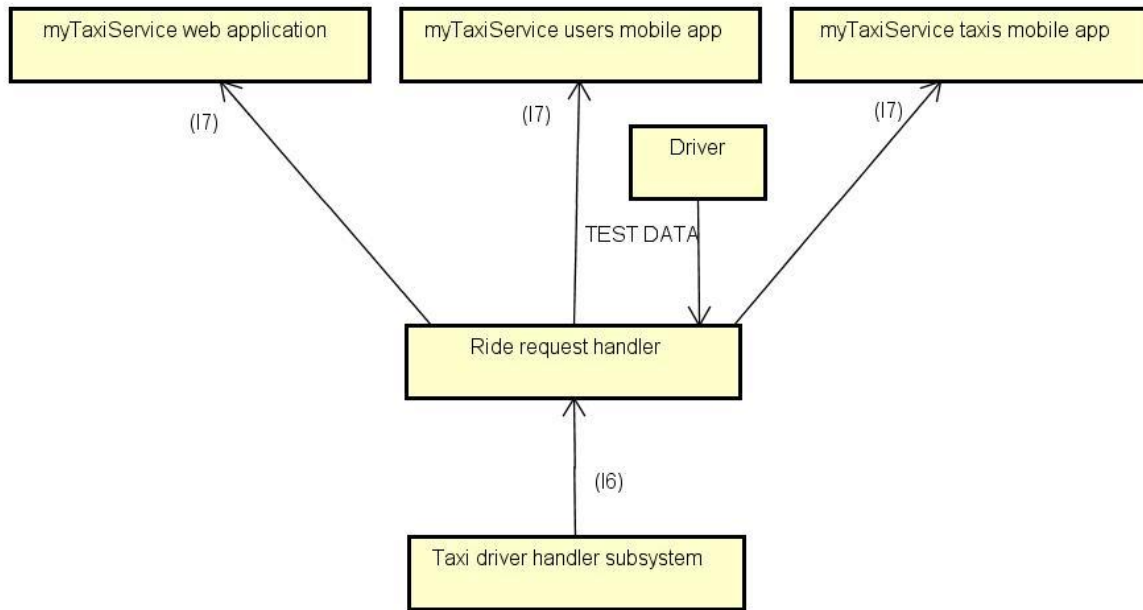 myTaxiService web application
myTaxiService users mobile app
myTaxiService taxis mobile app
(I7)
(I7)
(I7)
Driver
TEST DATA
Ride request handler
(I6)
Taxi driver handler subsystem